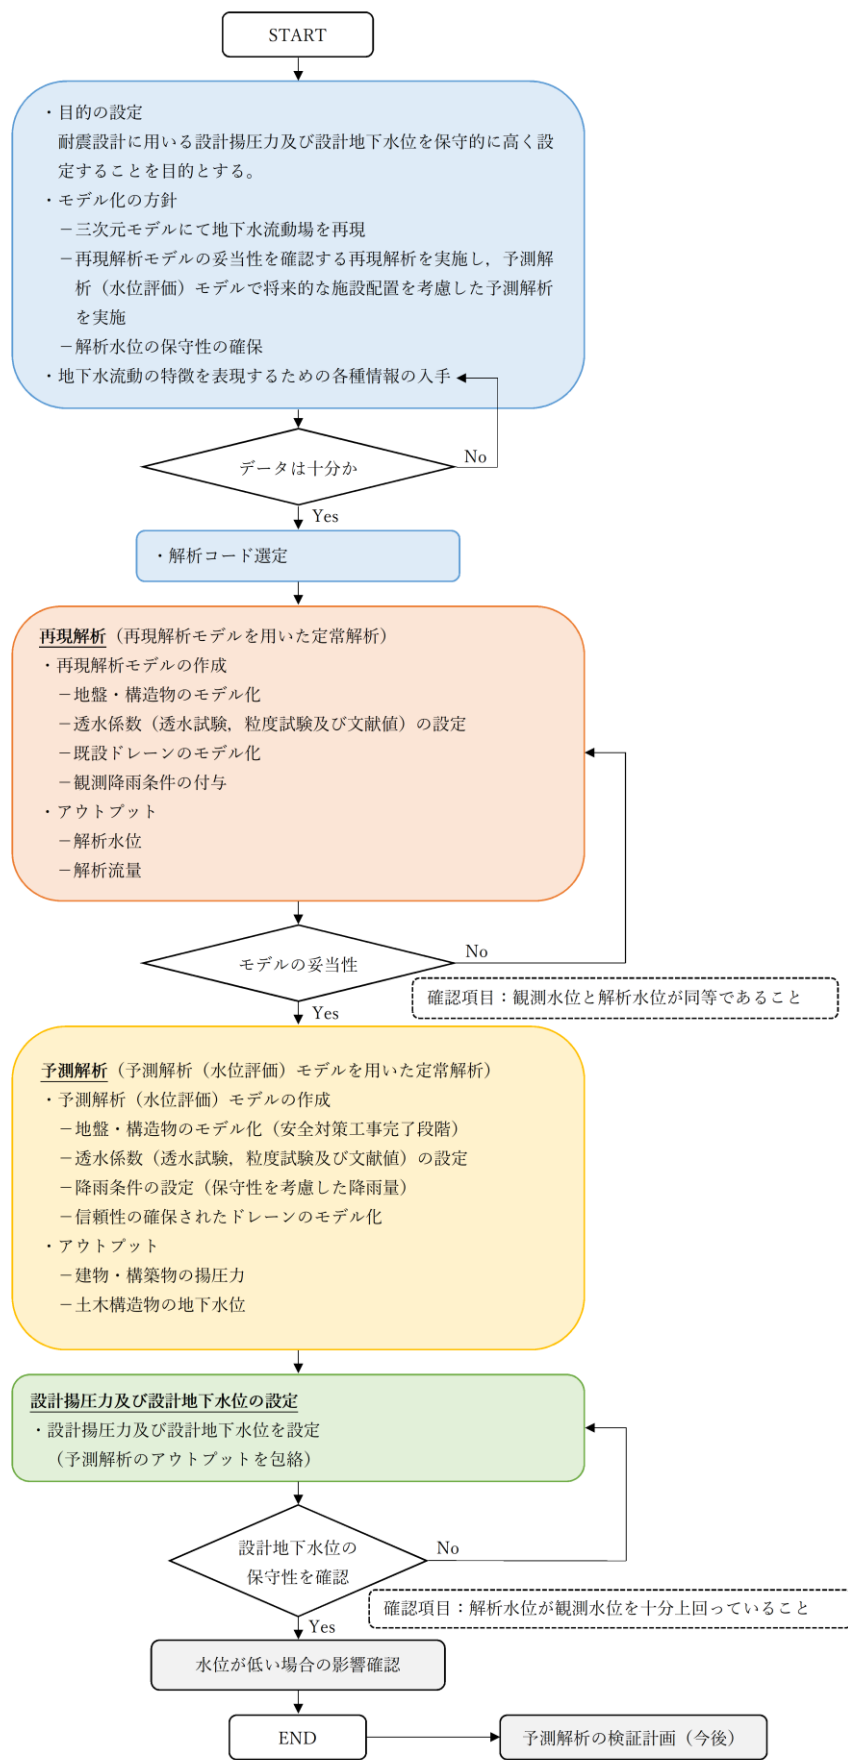 START
・目的の設定
耐震設計に用いる設計揚圧力及び設計地下水位を保守的に高く設
定することを目的とする。
・モデル化の方針
－三次元モデルにて地下水流動場を再現
－再現解析モデルの妥当性を確認する再現解析を実施し，予測解
析（水位評価）モデルで将来的な施設配置を考慮した予測解析
を実施
－解析水位の保守性の確保
・地下水流動の特徴を表現するための各種情報の入手
データは十分か
No
Yes
・解析コード選定
再現解析（再現解析モデルを用いた定常解析）
・再現解析モデルの作成
－地盤・構造物のモデル化
－透水係数（透水試験，粒度試験及び文献値）の設定
－既設ドレーンのモデル化
－観測降雨条件の付与
・アウトプット
－解析水位
－解析流量
モデルの妥当性
No
確認項目：観測水位と解析水位が同等であること
Yes
予測解析（予測解析（水位評価）モデルを用いた定常解析）
・予測解析（水位評価）モデルの作成
－地盤・構造物のモデル化（安全対策工事完了段階）
－透水係数（透水試験，粒度試験及び文献値）の設定
－降雨条件の設定（保守性を考慮した降雨量）
－信頼性の確保されたドレーンのモデル化
・アウトプット
－建物・構築物の揚圧力
－土木構造物の地下水位
設計揚圧力及び設計地下水位の設定
・設計揚圧力及び設計地下水位を設定
（予測解析のアウトプットを包絡）
設計地下水位の
保守性を確認
No
確認項目：解析水位が観測水位を十分上回っていること
Yes
水位が低い場合の影響確認
END
予測解析の検証計画（今後）